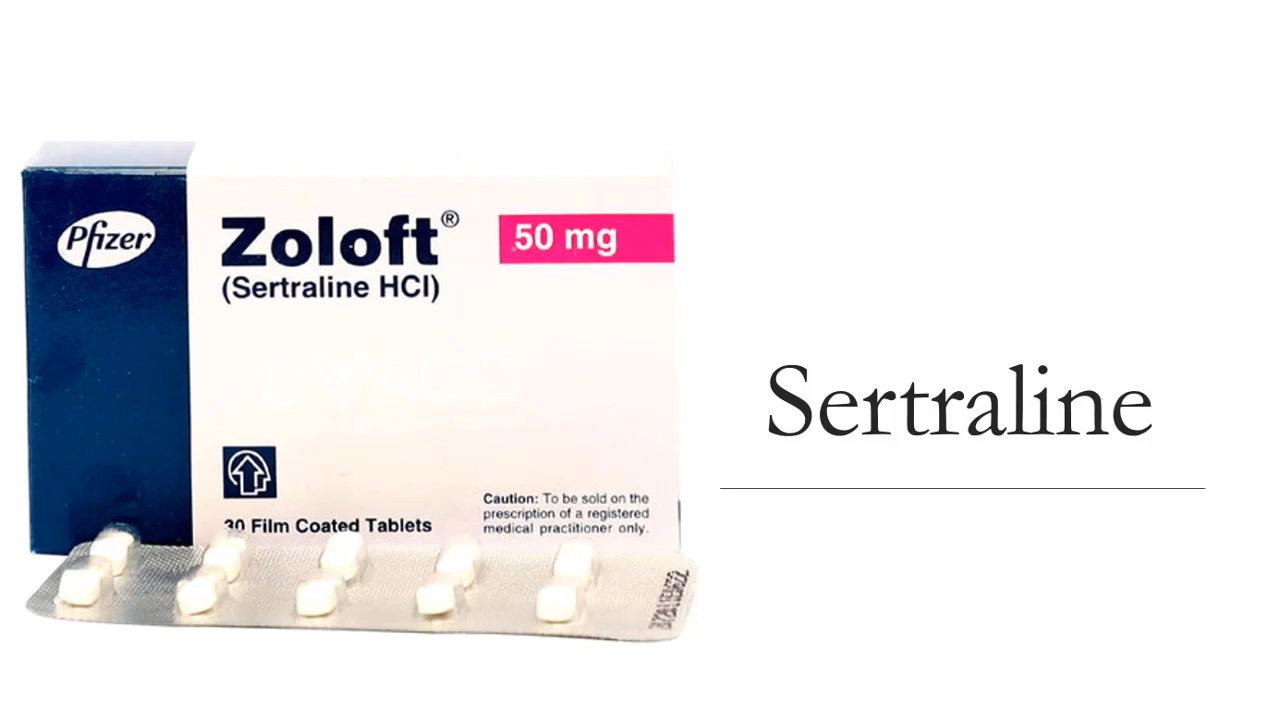 Pfizer
Zoloft®
50 mg
(Sertraline HCl)
30 Film Coated Tablets
Caution: To be sold on the
prescription of a registered
medical practitioner only.
Sertraline